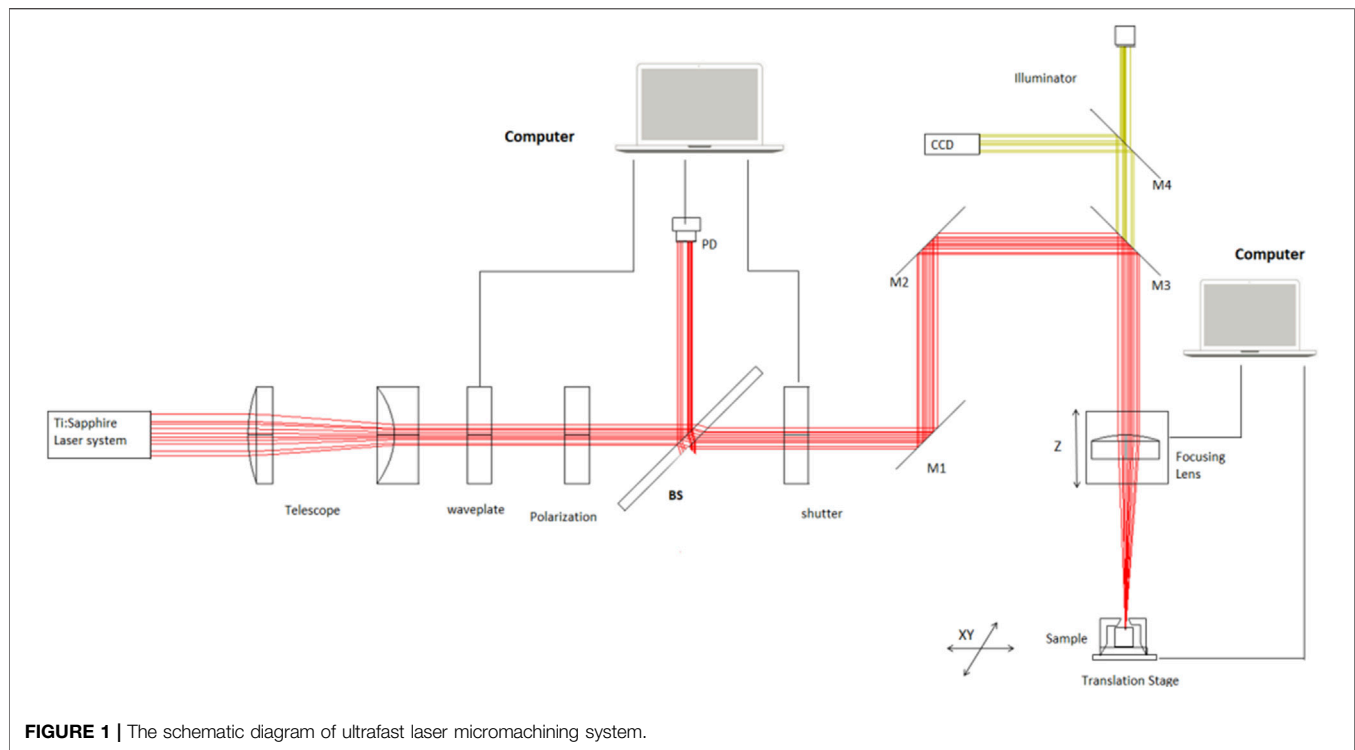 Illuminator
Computer
CCD
M4
PD
Computer
M2
M3
Ti:Sapphire
Laser system
Z
Focusing
Lens
M1
BS
Telescope
waveplate
Polarization
shutter
XY
Sample
Translation Stage
FIGURE 1 | The schematic diagram of ultrafast laser micromachining system.